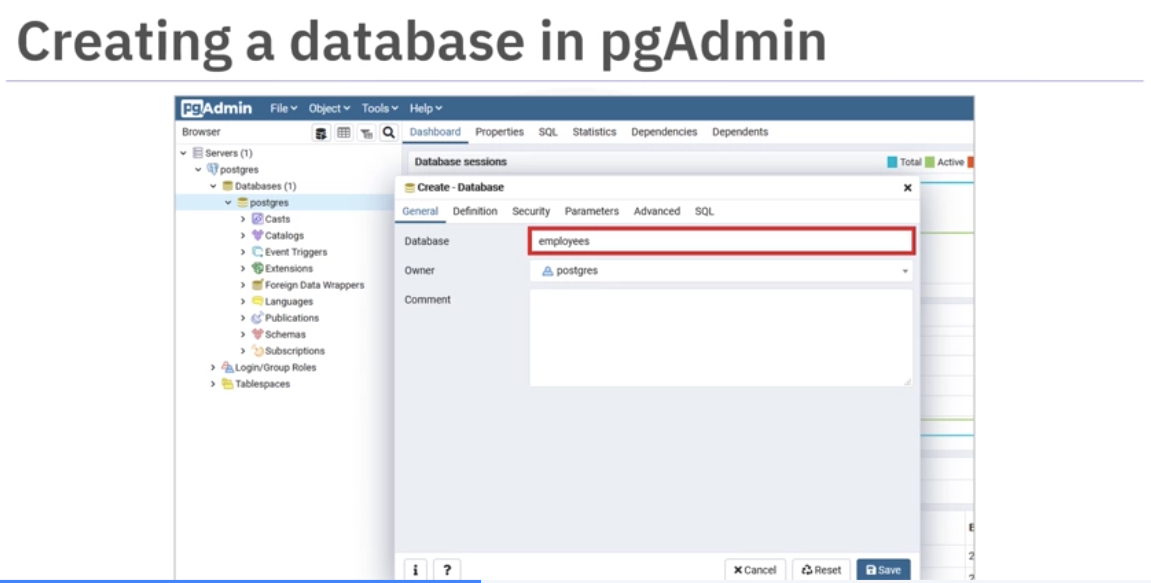 Creating a database in pgAdmin
pgAdmin File Object Tools Help
Browser Dashboard Properties SQL Statistics Dependencies Dependents
Servers (1)
Database sessions Total Active
postgres
Databases (1)
Create - Database
postgres
General Definition Security Parameters Advanced SQL
Casts
Catalogs
Database employees
Event Triggers
Extensions
Owner postgres
Foreign Data Wrappers
Languages
Comment
Publications
Schemas
Subscriptions
Login/Group Roles
Tablespaces
i ? Cancel Reset Save